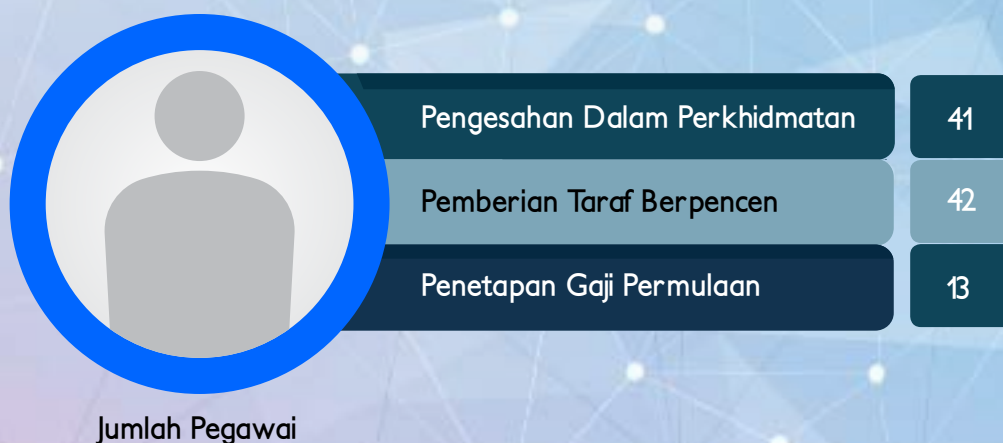 Pengesahan Dalam Perkhidmatan 41
Pemberian Taraf Berpencen 42
Penetapan Gaji Permulaan 13
Jumlah Pegawai